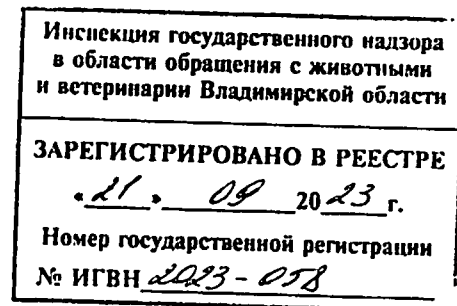 Инспекция государственного надзора
в области обращения с животными
и ветеринарии Владимирской области
ЗАРЕГИСТРИРОВАНО В РЕЕСТРЕ
«21» 09 2023 г.
Номер государственной регистрации
№ ИГВН 2023-058